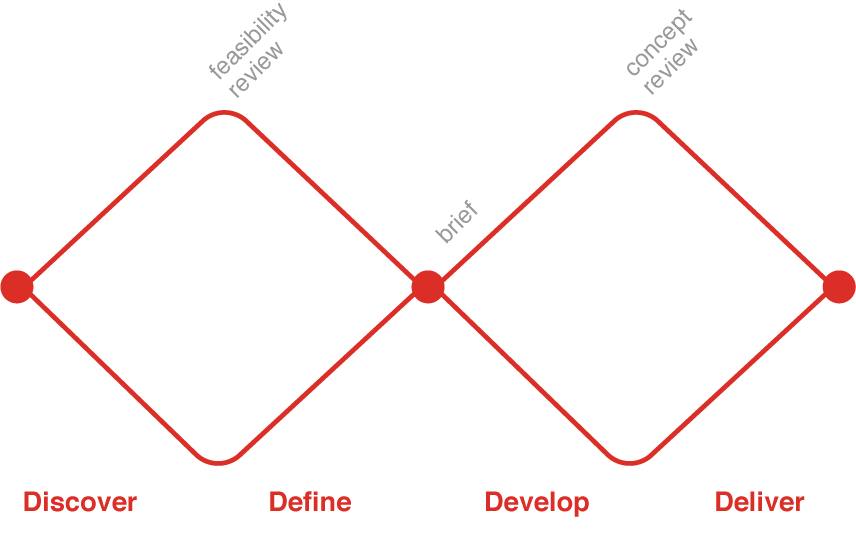 feasibility
review
concept
review
brief
Discover
Define
Develop
Deliver